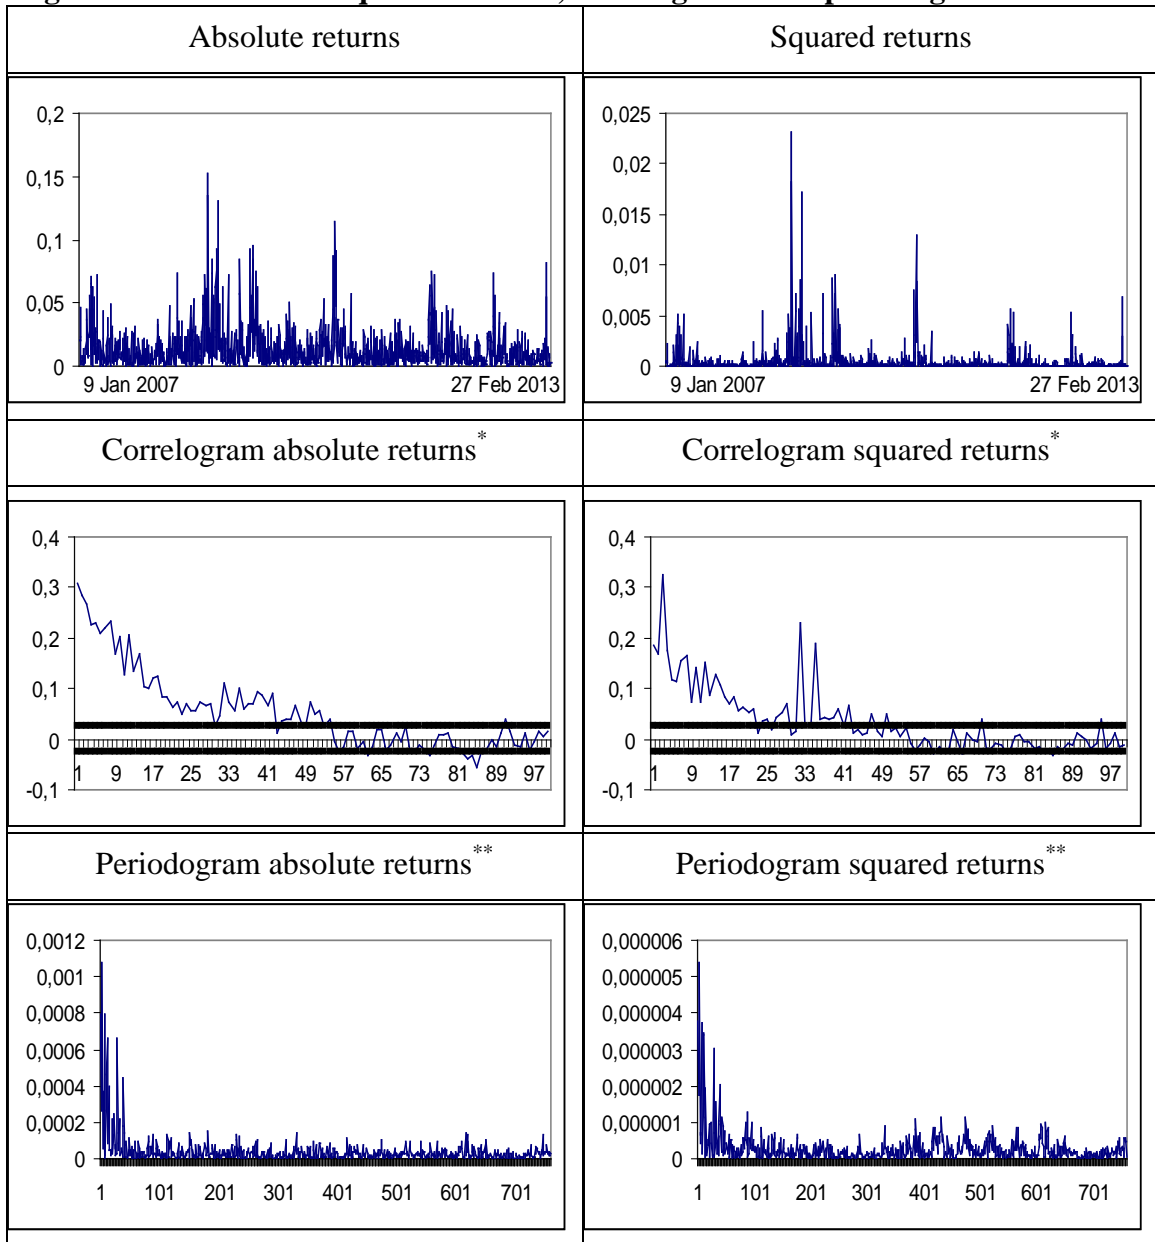 Absolute returns
Squared returns
0,2
0,15
0,1
0,05
0
9 Jan 2007
27 Feb 2013
0,025
0,02
0,015
0,01
0,005
0
9 Jan 2007
27 Feb 2013
Correlogram absolute returns*
Correlogram squared returns*
0,4
0,3
0,2
0,1
0
-0,1
1 9 17 25 33 41 49 57 65 73 81 89 97
0,4
0,3
0,2
0,1
0
-0,1
1 9 17 25 33 41 49 57 65 73 81 89 97
Periodogram absolute returns**
Periodogram squared returns**
0,0012
0,001
0,0008
0,0006
0,0004
0,0002
0
1 101 201 301 401 501 601 701
0,000006
0,000005
0,000004
0,000003
0,000002
0,000001
0
1 101 201 301 401 501 601 701